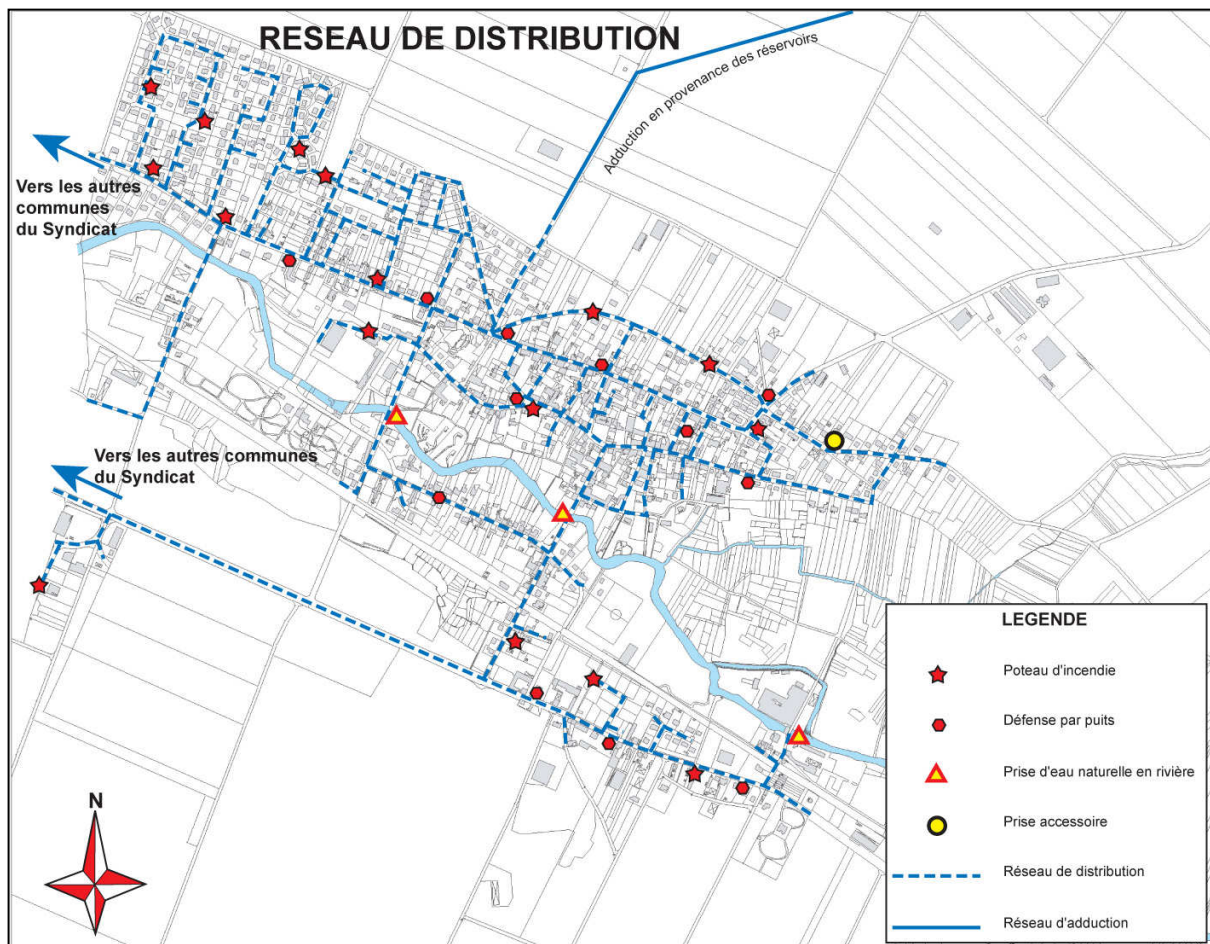 RESEAU DE DISTRIBUTION
Adduction en provenance des réservoirs
Vers les autres
communes
du Syndicat
Vers les autres communes
du Syndicat
LEGENDE
Poteau d'incendie
Défense par puits
Prise d'eau naturelle en rivière
Prise accessoire
Réseau de distribution
Réseau d'adduction
N